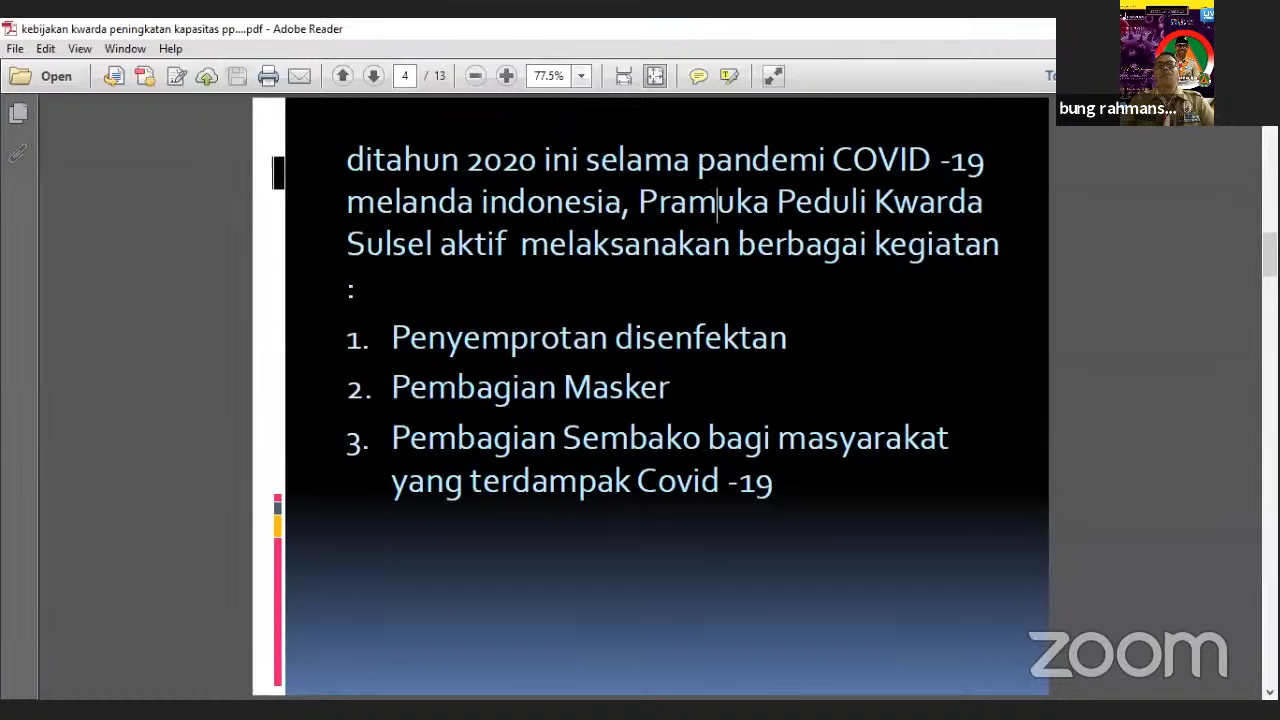 kebijakan kwarda peningkatan kapasitas pp....pdf - Adobe Reader
File Edit View Window Help
Open 4 / 13 77.5%
bung rahmans...
ditahun 2020 ini selama pandemi COVID -19
melanda indonesia, Pramuka Peduli Kwarda
Sulsel aktif melaksanakan berbagai kegiatan
:
1. Penyemprotan disenfektan
2. Pembagian Masker
3. Pembagian Sembako bagi masyarakat
yang terdampak Covid -19
zoom